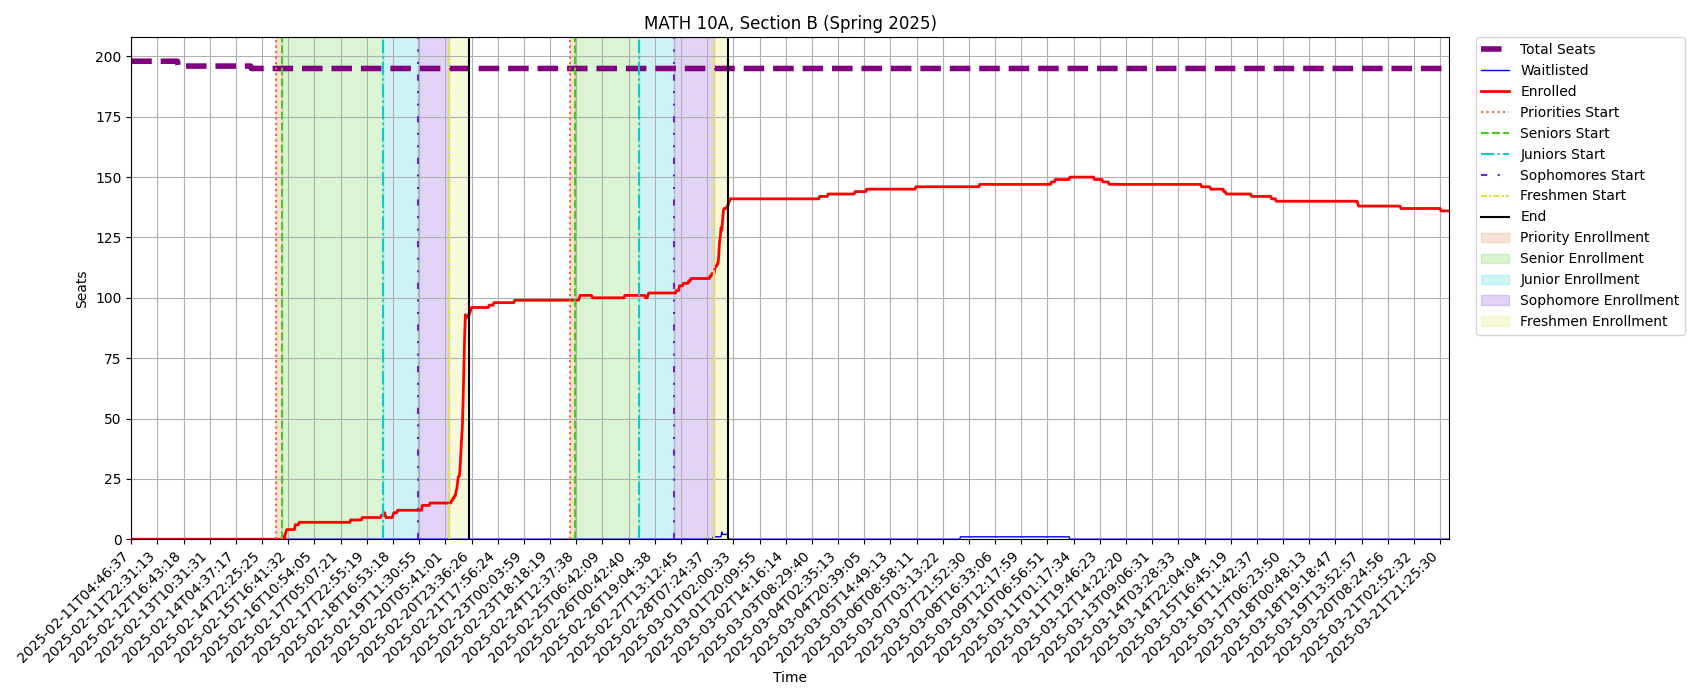 MATH 10A, Section B (Spring 2025)
Seats
200
175
150
125
100
75
50
25
0
2025-02-11T04:46:37
2025-02-11T22:31:13
2025-02-12T16:43:18
2025-02-13T10:31:31
2025-02-14T04:37:17
2025-02-14T22:25:25
2025-02-15T16:41:32
2025-02-16T10:54:05
2025-02-17T05:07:21
2025-02-17T22:55:19
2025-02-18T16:53:18
2025-02-19T11:30:55
2025-02-20T05:41:01
2025-02-20T23:36:26
2025-02-21T17:56:24
2025-02-23T00:03:59
2025-02-23T18:18:19
2025-02-24T12:37:38
2025-02-25T06:42:09
2025-02-26T00:42:40
2025-02-26T19:04:38
2025-02-27T13:12:45
2025-02-28T07:24:37
2025-03-01T02:00:33
2025-03-01T20:09:55
2025-03-02T14:16:14
2025-03-03T08:29:40
2025-03-04T02:35:13
2025-03-04T20:39:05
2025-03-05T14:49:13
2025-03-06T08:58:11
2025-03-07T03:13:22
2025-03-07T21:52:30
2025-03-08T16:33:06
2025-03-09T12:17:59
2025-03-10T06:56:51
2025-03-11T01:17:34
2025-03-11T19:46:23
2025-03-12T14:22:20
2025-03-13T09:06:31
2025-03-14T03:28:33
2025-03-14T22:04:04
2025-03-15T16:45:19
2025-03-16T11:42:37
2025-03-17T06:23:50
2025-03-18T00:48:13
2025-03-18T19:18:47
2025-03-19T13:52:57
2025-03-20T08:24:56
2025-03-21T02:52:32
2025-03-21T21:25:30
Time
Total Seats
Waitlisted
Enrolled
Priorities Start
Seniors Start
Juniors Start
Sophomores Start
Freshmen Start
End
Priority Enrollment
Senior Enrollment
Junior Enrollment
Sophomore Enrollment
Freshmen Enrollment